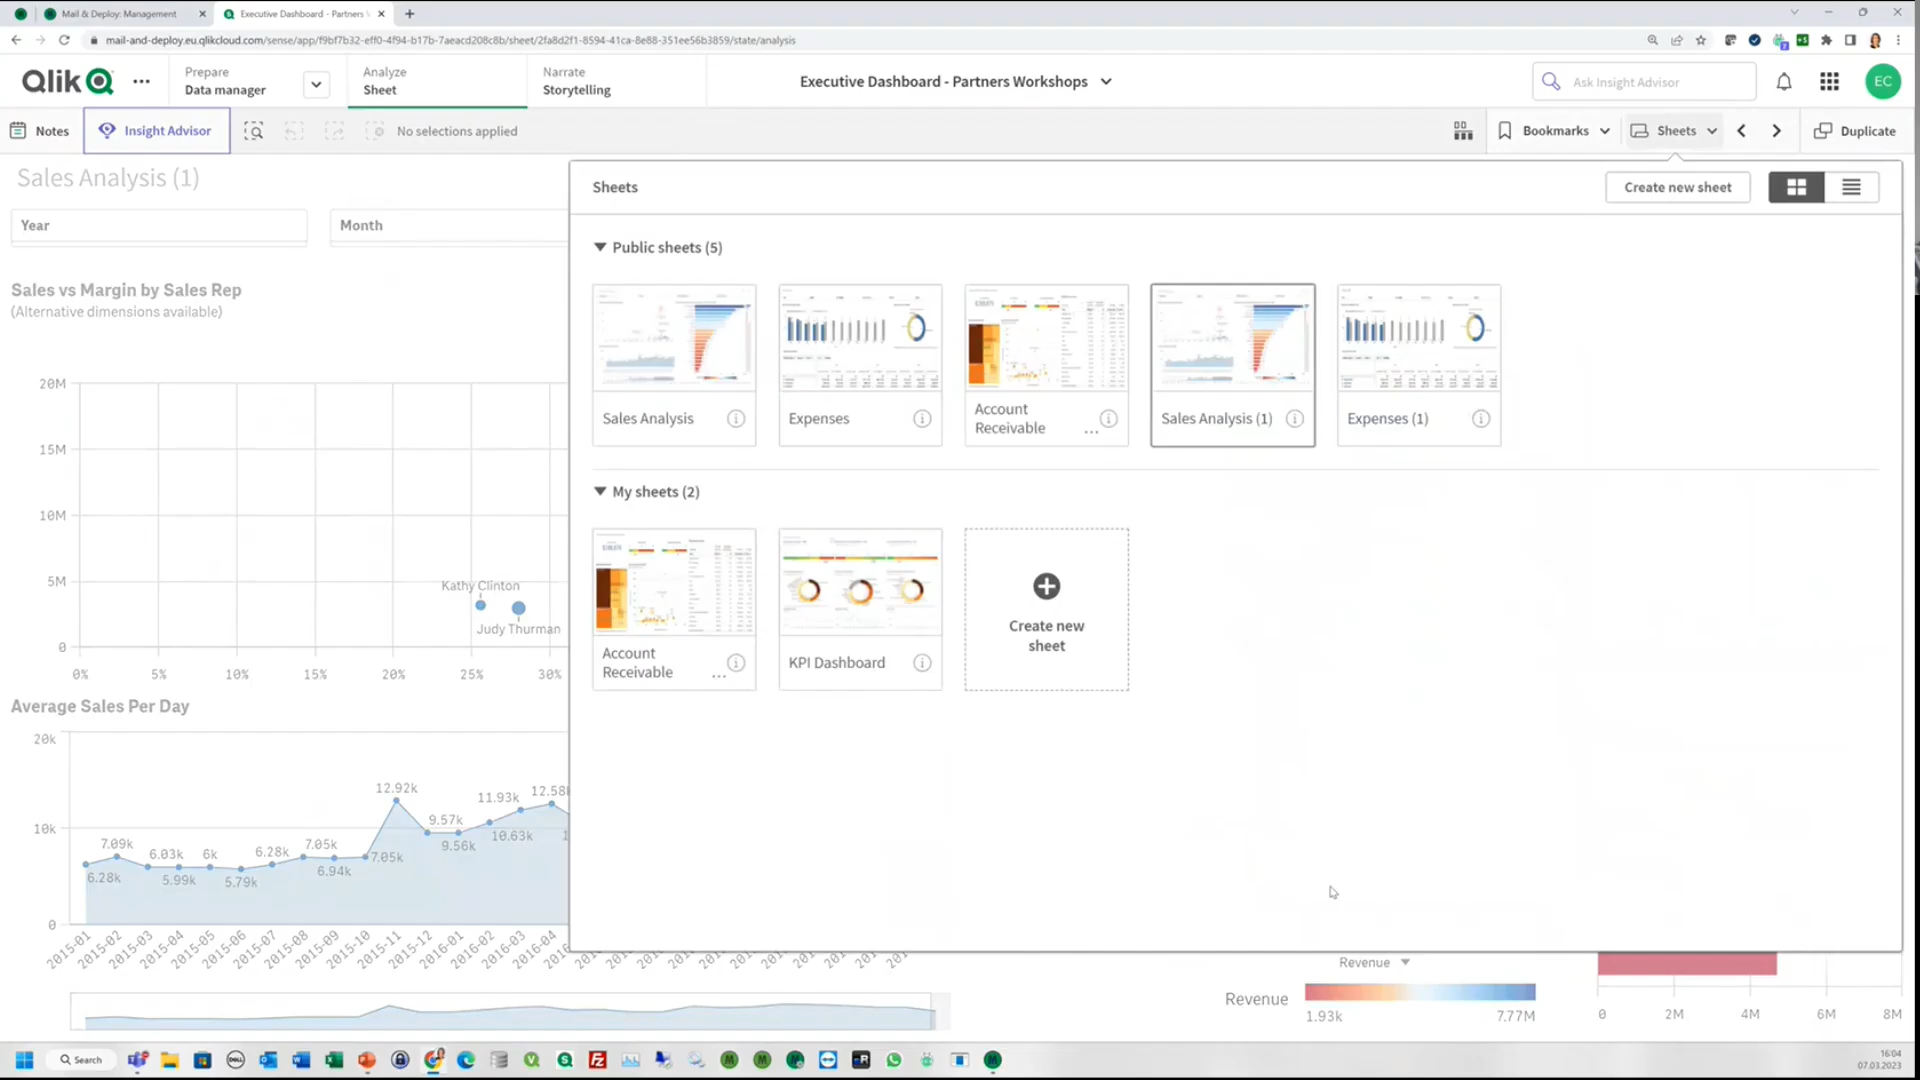 Mail & Deploy: Management
Executive Dashboard - Partners W
mail-and-deploy.eu.qlikcloud.com/sense/app/f9bf7b32-eff0-4f94-b17b-7aeacd208c8b/sheet/2fa8d2f1-8594-41ca-8e88-351ee56b3859/state/analysis
Qlik
Prepare
Data manager
Analyze
Sheet
Narrate
Storytelling
Executive Dashboard - Partners Workshops
Ask Insight Advisor
EC
Notes
Insight Advisor
No selections applied
Bookmarks
Sheets
Duplicate
Sales Analysis (1)
Year
Month
Sales vs Margin by Sales Rep
(Alternative dimensions available)
20M
15M
10M
5M
0
Kathy Clinton
Judy Thurman
0% 5% 10% 15% 20% 25% 30%
Sheets
Create new sheet
Public sheets (5)
Sales Analysis
Expenses
Account
Receivable ...
Sales Analysis (1)
Expenses (1)
My sheets (2)
Account
Receivable ...
KPI Dashboard
Create new
sheet
Average Sales Per Day
20k
10k
0
6.28k
7.09k
6.03k
5.99k
6k
5.79k
6.28k
7.05k
6.94k
7.05k
12.92k
9.57k
9.56k
10.63k
11.93k
12.58k
2015-01 2015-02 2015-03 2015-04 2015-05 2015-06 2015-07 2015-08 2015-09 2015-10 2015-11 2015-12 2016-01 2016-02 2016-03 2016-04
Revenue
Revenue
1.93k 7.77M
0 2M 4M 6M 8M
Search
16:04
07.03.2023